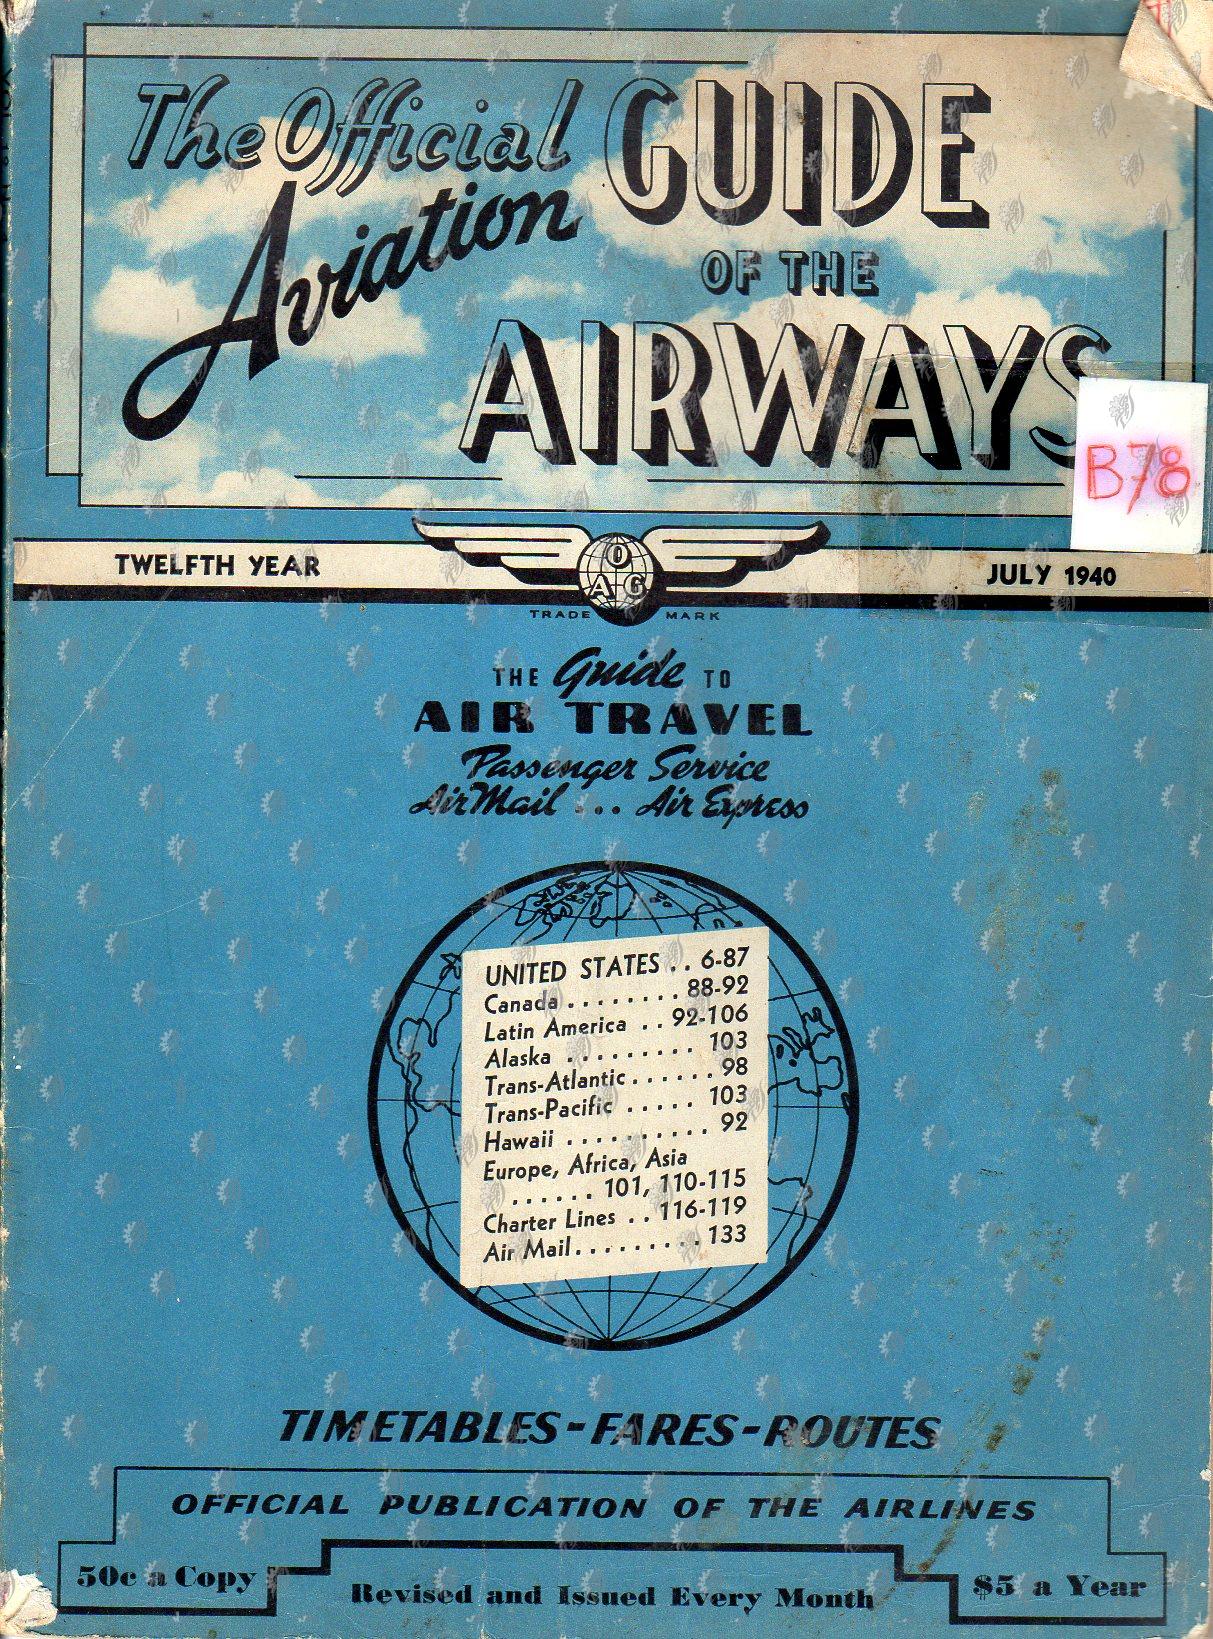 The Official
Aviation
GUIDE
OF THE
AIRWAYS
B78
TWELFTH YEAR
OAG
JULY 1940
TRADE MARK
THE Guide TO
AIR TRAVEL
Passenger Service
Air Mail ... Air Express
UNITED STATES .. 6-87
Canada ........ 88-92
Latin America .. 92-106
Alaska ......... 103
Trans-Atlantic ...... 98
Trans-Pacific ..... 103
Hawaii .......... 92
Europe, Africa, Asia
...... 101, 110-115
Charter Lines .. 116-119
Air Mail ......... 133
TIMETABLES-FARES-ROUTES
OFFICIAL PUBLICATION OF THE AIRLINES
50c a Copy
Revised and Issued Every Month
$5 a Year